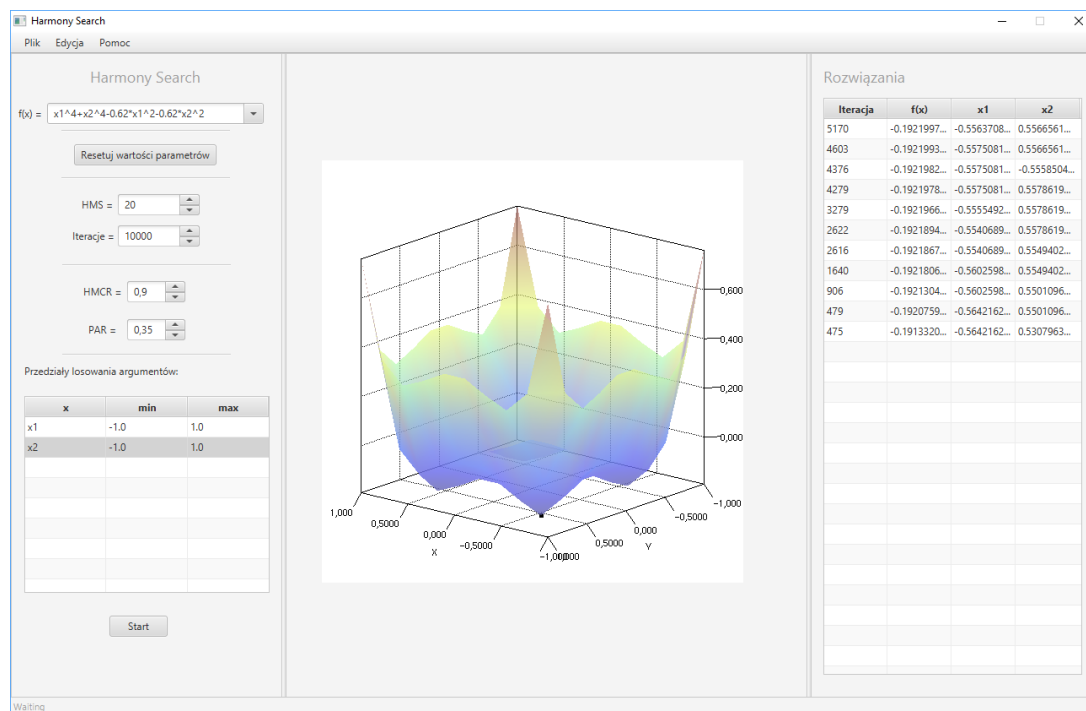 Harmony Search
Plik Edycja Pomoc
Harmony Search
f(x) = x1^4+x2^4-0.62*x1^2-0.62*x2^2
Resetuj wartości parametrów
HMS = 20
Iteracje = 10000
HMCR = 0,9
PAR = 0,35
Przedziały losowania argumentów:
x min max
x1 -1.0 1.0
x2 -1.0 1.0
Start
0,600
0,400
0,200
0,000
1,000
0,5000
0,000
−0,5000
X
0,5000
0,000
−0,5000
−1,000
Y
Rozwiązania
Iteracja f(x) x1 x2
5170 -0.1921997... -0.5563708... 0.5566561...
4603 -0.1921993... -0.5575081... 0.5566561...
4376 -0.1921982... -0.5575081... -0.5558504...
4279 -0.1921978... -0.5575081... 0.5578619...
3279 -0.1921966... -0.5555492... 0.5578619...
2622 -0.1921894... -0.5540689... 0.5578619...
2616 -0.1921867... -0.5540689... 0.5549402...
1640 -0.1921806... -0.5602598... 0.5549402...
906 -0.1921304... -0.5602598... 0.5501096...
479 -0.1920759... -0.5642162... 0.5501096...
475 -0.1913320... -0.5642162... 0.5307963...
Waiting